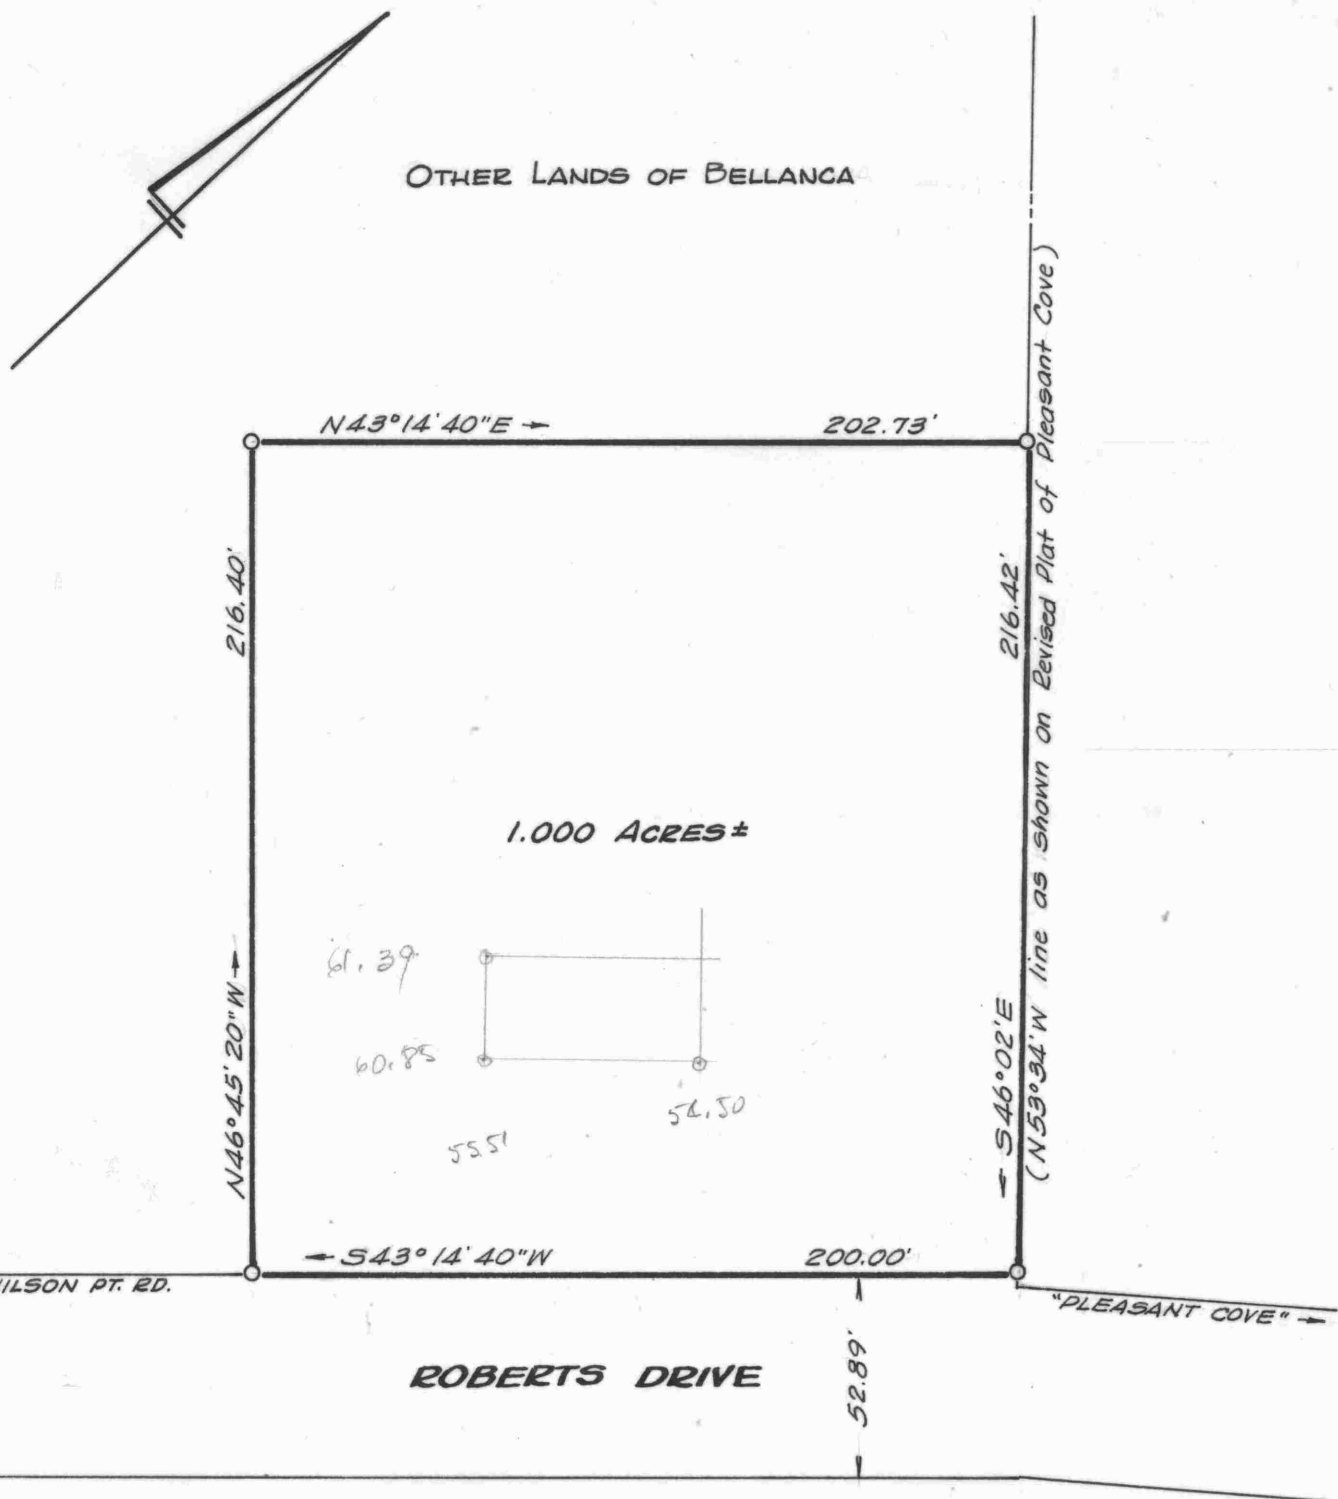 OTHER LANDS OF BELLANCA
N43°14'40"E → 202.73'
216.40'
N46°45'20"W →
216.42'
← S46°02'E
(N53°34'W line as shown on Revised Plat of Pleasant Cove)
1.000 ACRES±
61.39
60.85
54.50
55.51
← S43°14'40"W 200.00'
ILSON PT. RD.
"PLEASANT COVE" →
ROBERTS DRIVE
52.89'